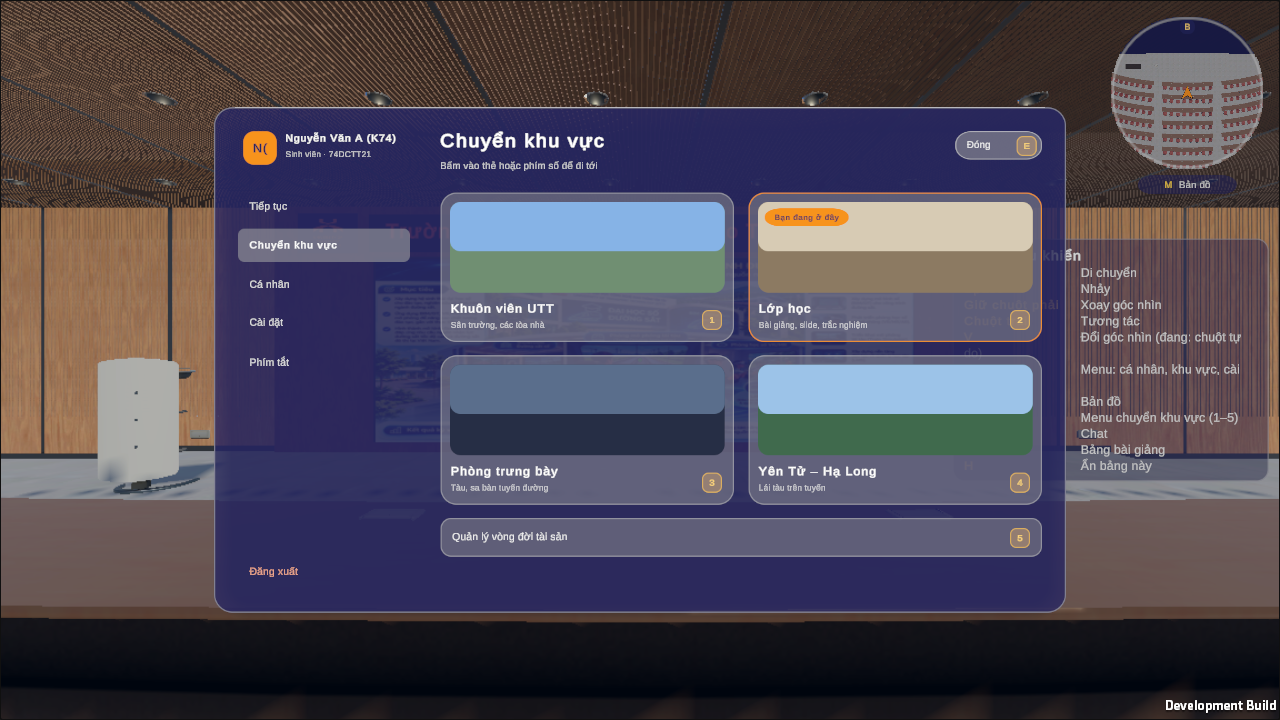 B
N(
Nguyễn Văn A (K74)
Sinh viên · 74DCTT21
Chuyển khu vực
Bấm vào thẻ hoặc phím số để đi tới
Đóng
E
M Bản đồ
Tiếp tục
Chuyển khu vực
Cá nhân
Cài đặt
Phím tắt
Đăng xuất
Bạn đang ở đây
Khuôn viên UTT
Sân trường, các tòa nhà
1
Lớp học
Bài giảng, slide, trắc nghiệm
2
Phòng trưng bày
Tàu, sa bàn tuyến đường
3
Yên Tử – Hạ Long
Lái tàu trên tuyến
4
Quản lý vòng đời tài sản
5
khiển
Di chuyển
Nhảy
Xoay góc nhìn
Tương tác
Đổi góc nhìn (đang: chuột tự
Menu: cá nhân, khu vực, cài
Bản đồ
Menu chuyển khu vực (1–5)
Chat
Bảng bài giảng
Ẩn bảng này
Development Build